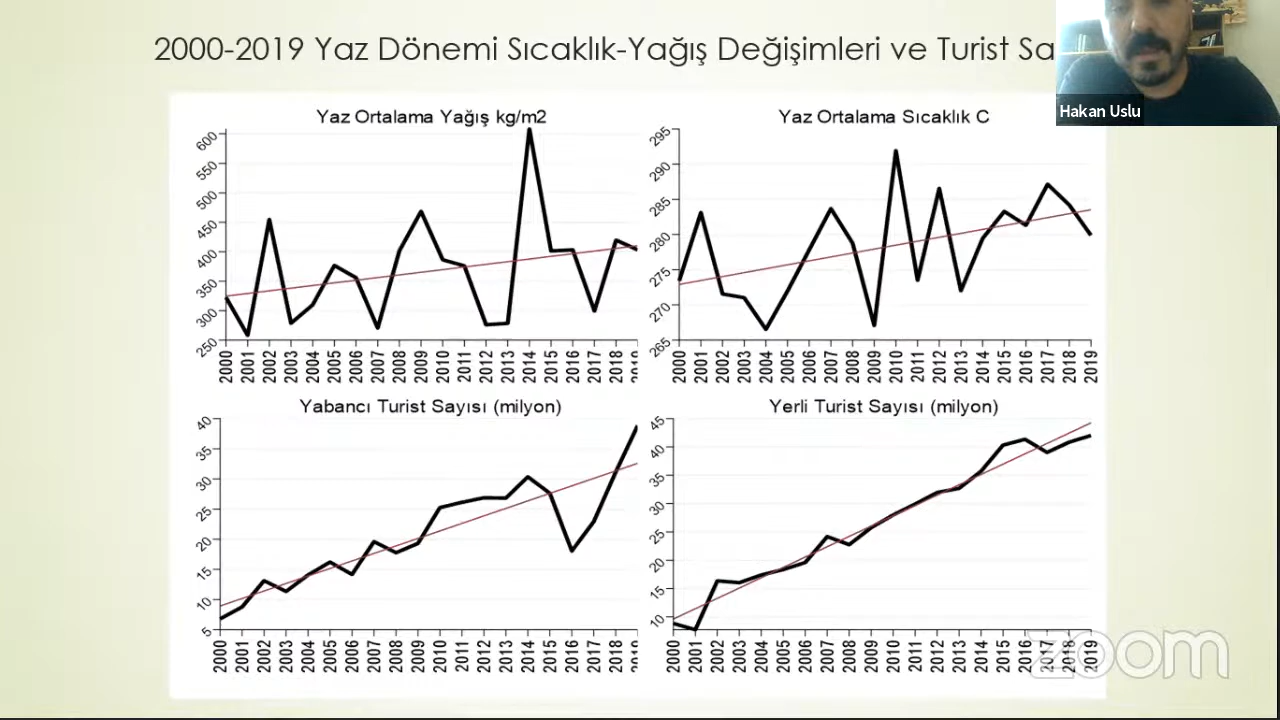 2000-2019 Yaz Dönemi Sıcaklık-Yağış Değişimleri ve Turist Sa
Hakan Uslu
Yaz Ortalama Yağış kg/m2
600
550
500
450
400
350
300
250
2000 2001 2002 2003 2004 2005 2006 2007 2008 2009 2010 2011 2012 2013 2014 2015 2016 2017 2018
Yaz Ortalama Sıcaklık C
295
290
285
280
275
270
265
2000 2001 2002 2003 2004 2005 2006 2007 2008 2009 2010 2011 2012 2013 2014 2015 2016 2017 2018 2019
Yabancı Turist Sayısı (milyon)
40
35
30
25
20
15
10
5
2000 2001 2002 2003 2004 2005 2006 2007 2008 2009 2010 2011 2012 2013 2014 2015 2016 2017 2018
Yerli Turist Sayısı (milyon)
45
40
35
30
25
20
15
10
2000 2001 2002 2003 2004 2005 2006 2007 2008 2009 2010 2011 2012 2013 2014 2015 2016 2017 2018 2019
zoom